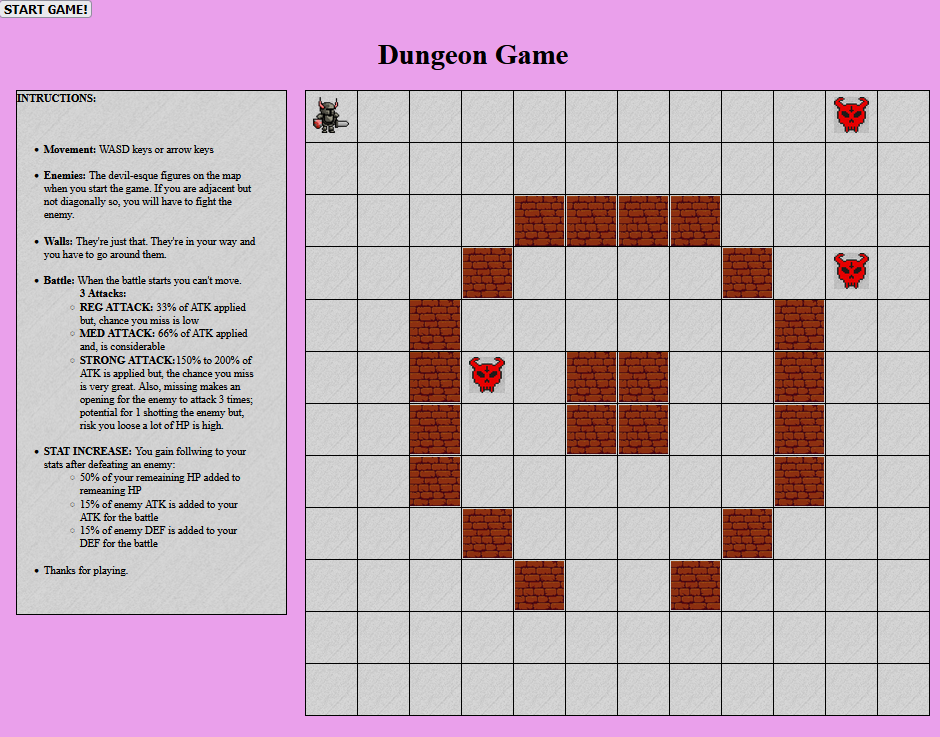 START GAME!
Dungeon Game
INTRUCTIONS:
• Movement: WASD keys or arrow keys
• Enemies: The devil-esque figures on the map
when you start the game. If you are adjacent but
not diagonally so, you will have to fight the
enemy.
• Walls: They're just that. They're in your way and
you have to go around them.
• Battle: When the battle starts you can't move.
3 Attacks:
○ REG ATTACK: 33% of ATK applied
but, chance you miss is low
○ MED ATTACK: 66% of ATK applied
and, is considerable
○ STRONG ATTACK:150% to 200% of
ATK is applied but, the chance you miss
is very great. Also, missing makes an
opening for the enemy to attack 3 times;
potential for 1 shotting the enemy but,
risk you loose a lot of HP is high.
• STAT INCREASE: You gain follwing to your
stats after defeating an enemy:
○ 50% of your remeaining HP added to
remeaning HP
○ 15% of enemy ATK is added to your
ATK for the battle
○ 15% of enemy DEF is added to your
DEF for the battle
• Thanks for playing.